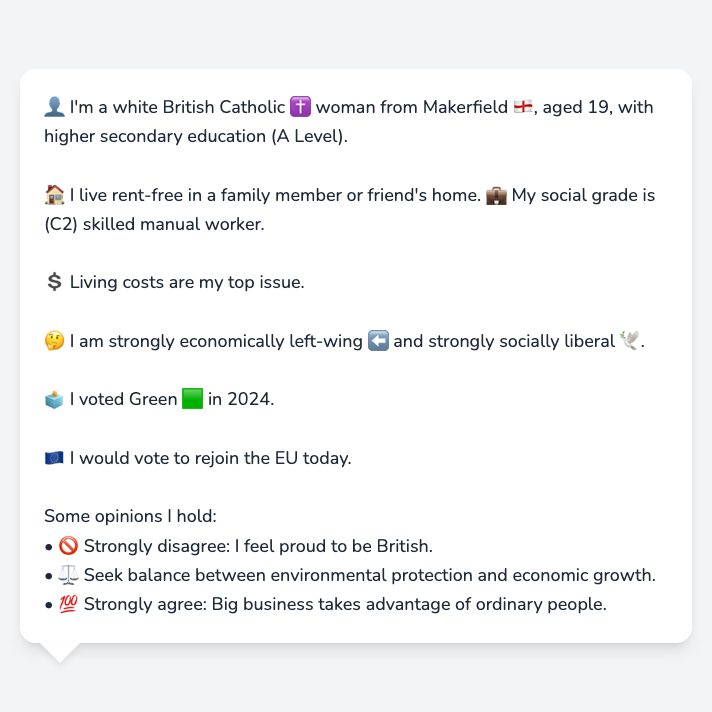 👤 I'm a white British Catholic ✝️ woman from Makerfield 🏴󠁧󠁢󠁥󠁮󠁧󠁿, aged 19, with
higher secondary education (A Level).
🏠 I live rent-free in a family member or friend's home. 💼 My social grade is
(C2) skilled manual worker.
💲 Living costs are my top issue.
🤔 I am strongly economically left-wing ⬅️ and strongly socially liberal 🕊️.
🗳️ I voted Green 🟩 in 2024.
🇪🇺 I would vote to rejoin the EU today.
Some opinions I hold:
• 🚫 Strongly disagree: I feel proud to be British.
• ⚖️ Seek balance between environmental protection and economic growth.
• 💯 Strongly agree: Big business takes advantage of ordinary people.